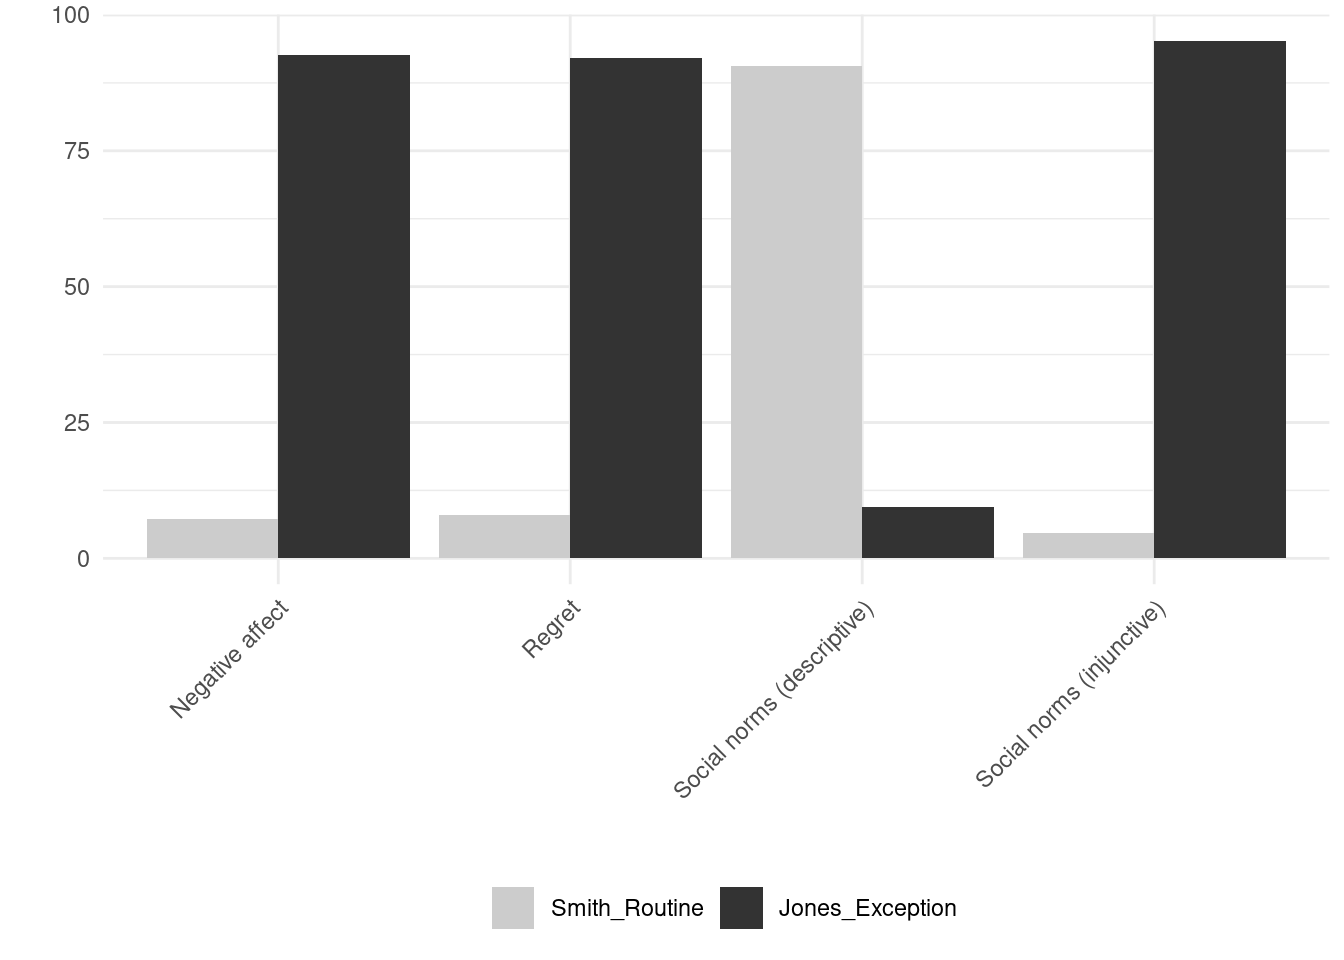 100
75
50
25
0
Negative affect
Regret
Social norms (descriptive)
Social norms (injunctive)
Smith_Routine
Jones_Exception